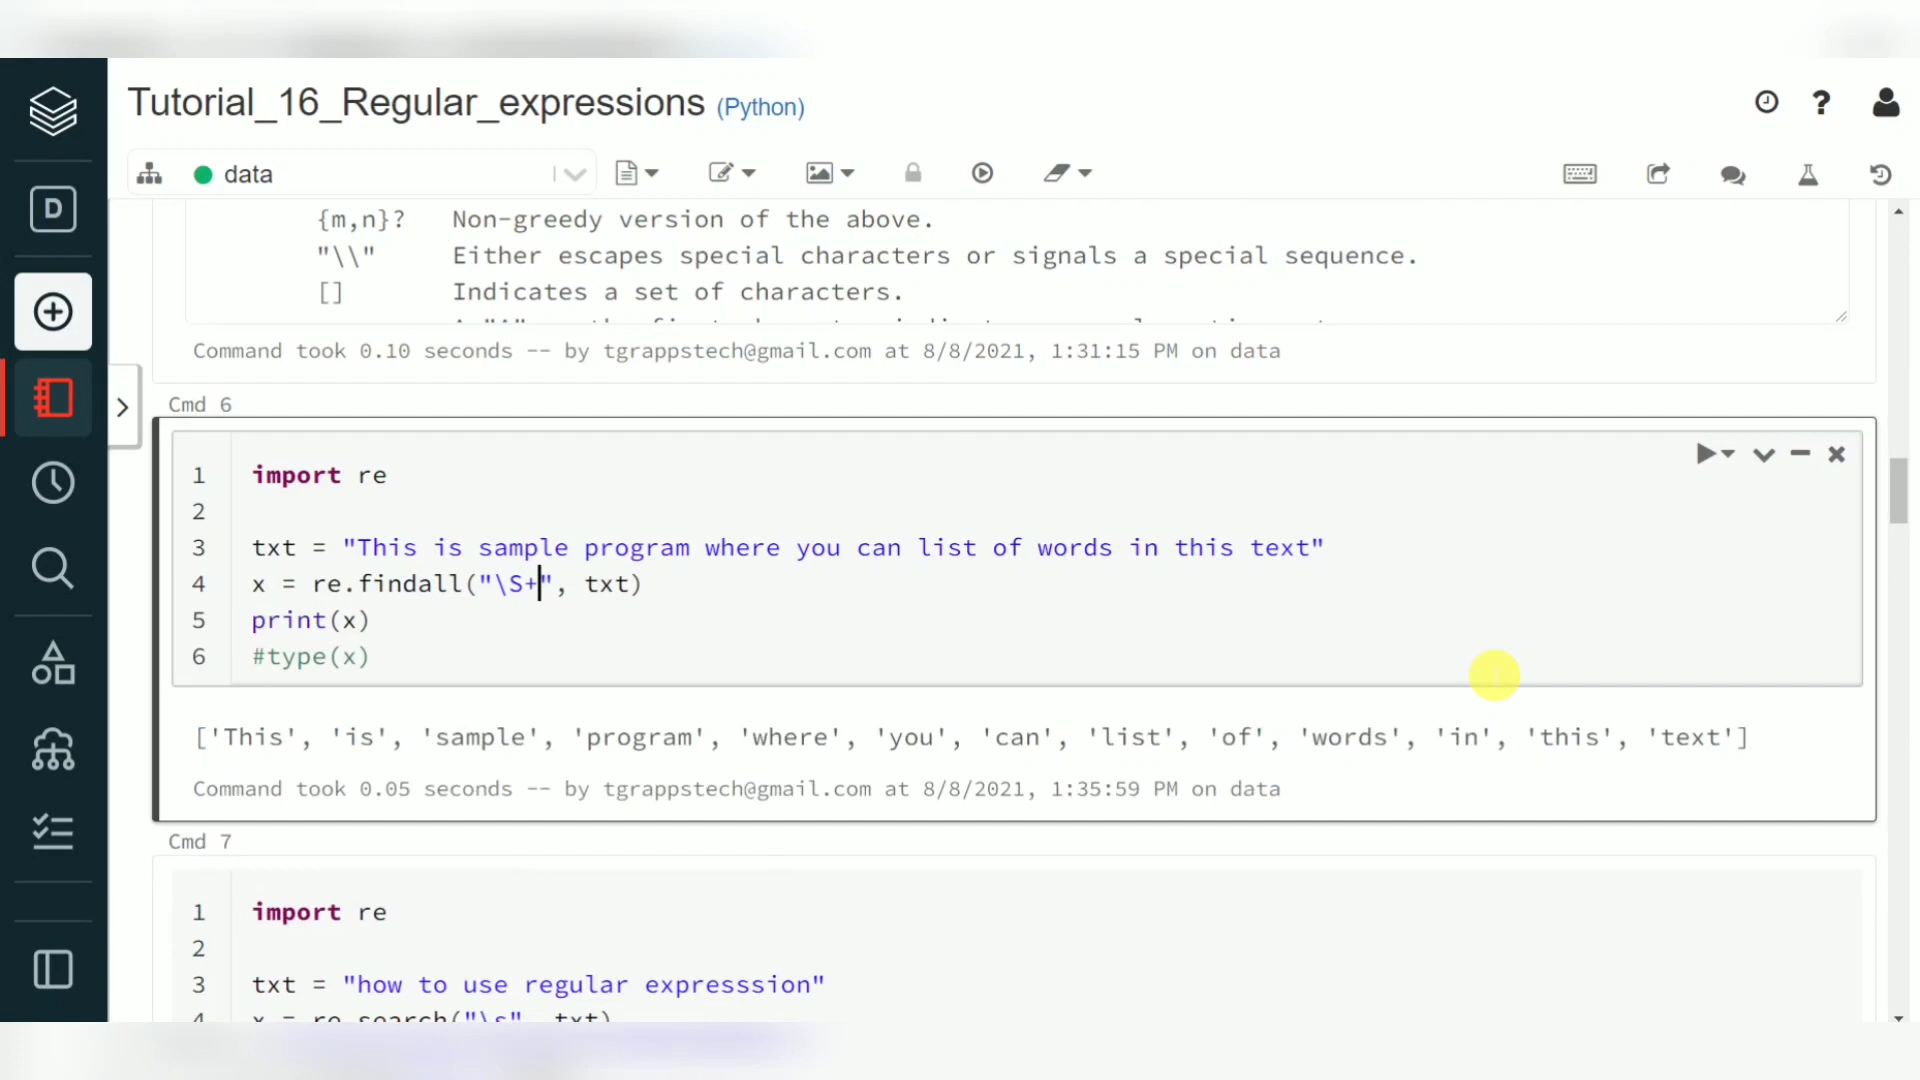 Tutorial_16_Regular_expressions (Python)
data
{m,n}? Non-greedy version of the above.
"\\" Either escapes special characters or signals a special sequence.
[] Indicates a set of characters.
Command took 0.10 seconds -- by tgrappstech@gmail.com at 8/8/2021, 1:31:15 PM on data
Cmd 6
1 import re
2
3 txt = "This is sample program where you can list of words in this text"
4 x = re.findall("\S+", txt)
5 print(x)
6 #type(x)
['This', 'is', 'sample', 'program', 'where', 'you', 'can', 'list', 'of', 'words', 'in', 'this', 'text']
Command took 0.05 seconds -- by tgrappstech@gmail.com at 8/8/2021, 1:35:59 PM on data
Cmd 7
1 import re
2
3 txt = "how to use regular expresssion"
4 x = re.search("\s", txt)
D